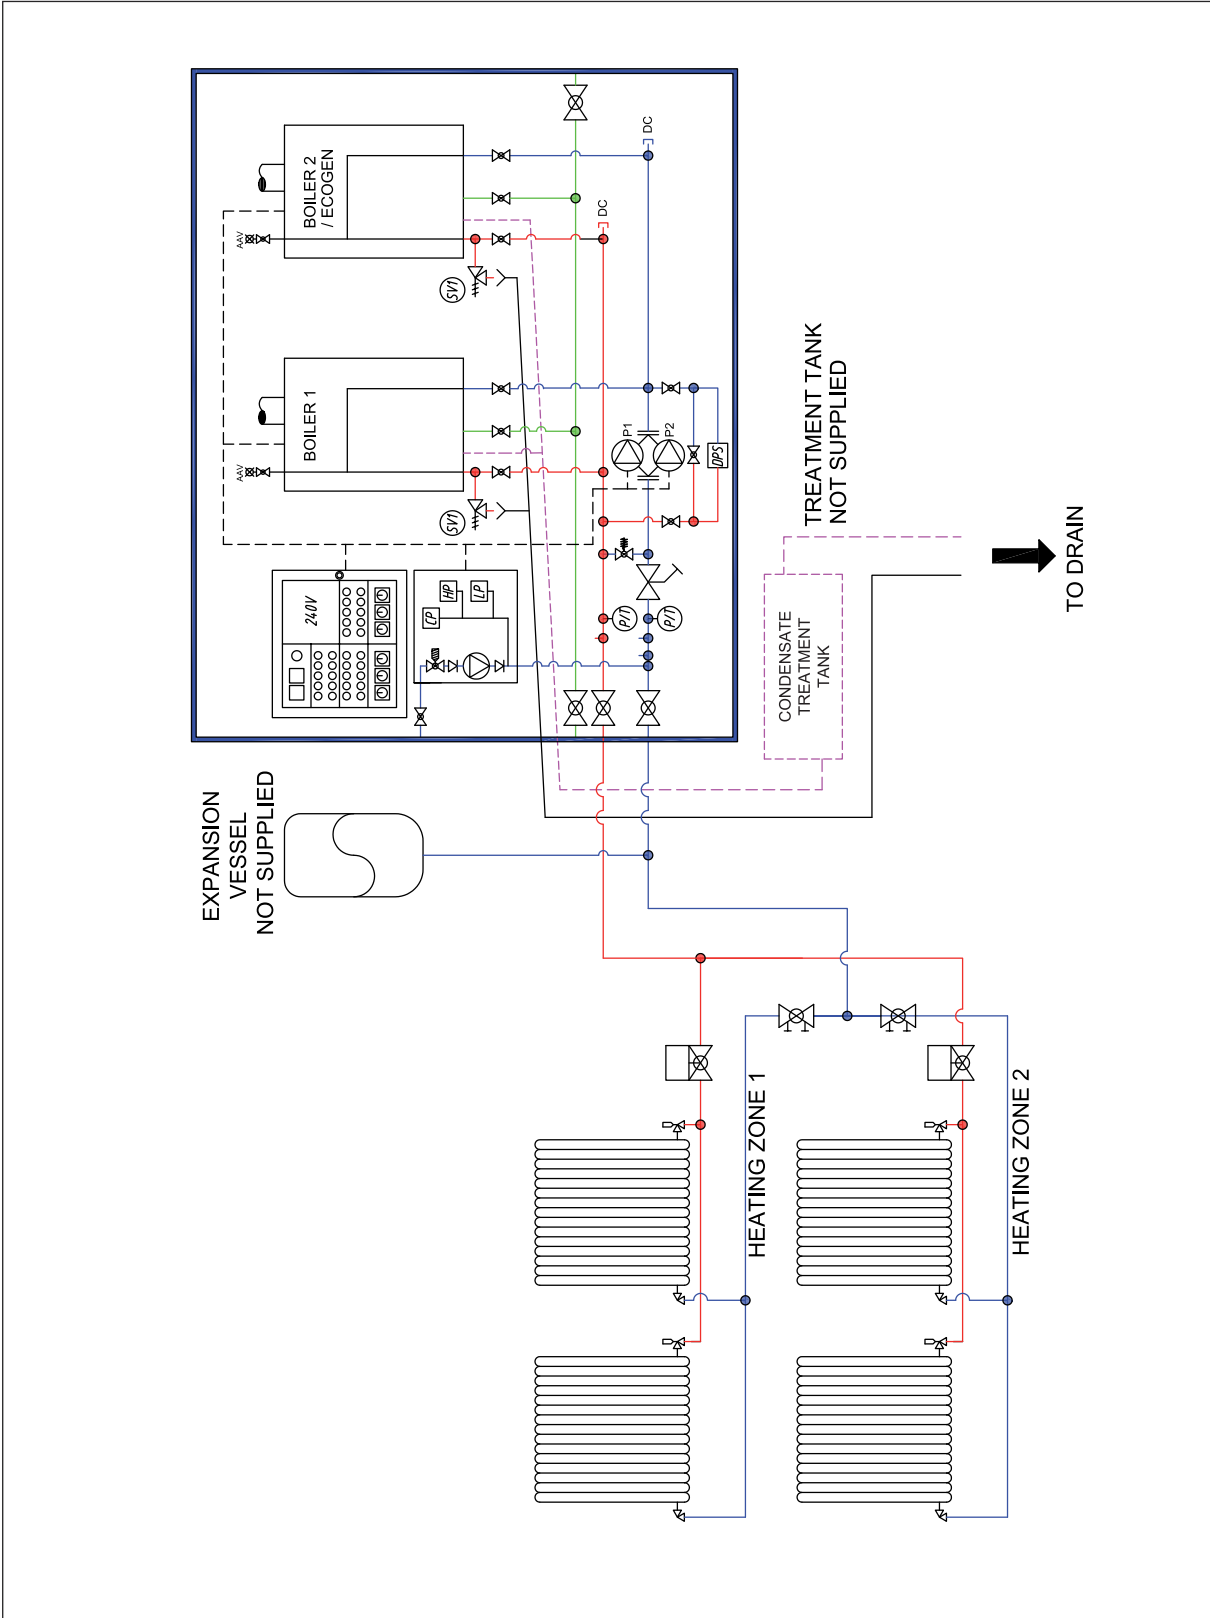 BOILER 2
/ ECOGEN
AAV
SV1
DC
DC
BOILER 1
AAV
SV1
P1
P2
DPS
240V
CP
HP
LP
P/T
P/T
TREATMENT TANK
NOT SUPPLIED
CONDENSATE
TREATMENT
TANK
TO DRAIN
EXPANSION
VESSEL
NOT SUPPLIED
HEATING ZONE 1
HEATING ZONE 2